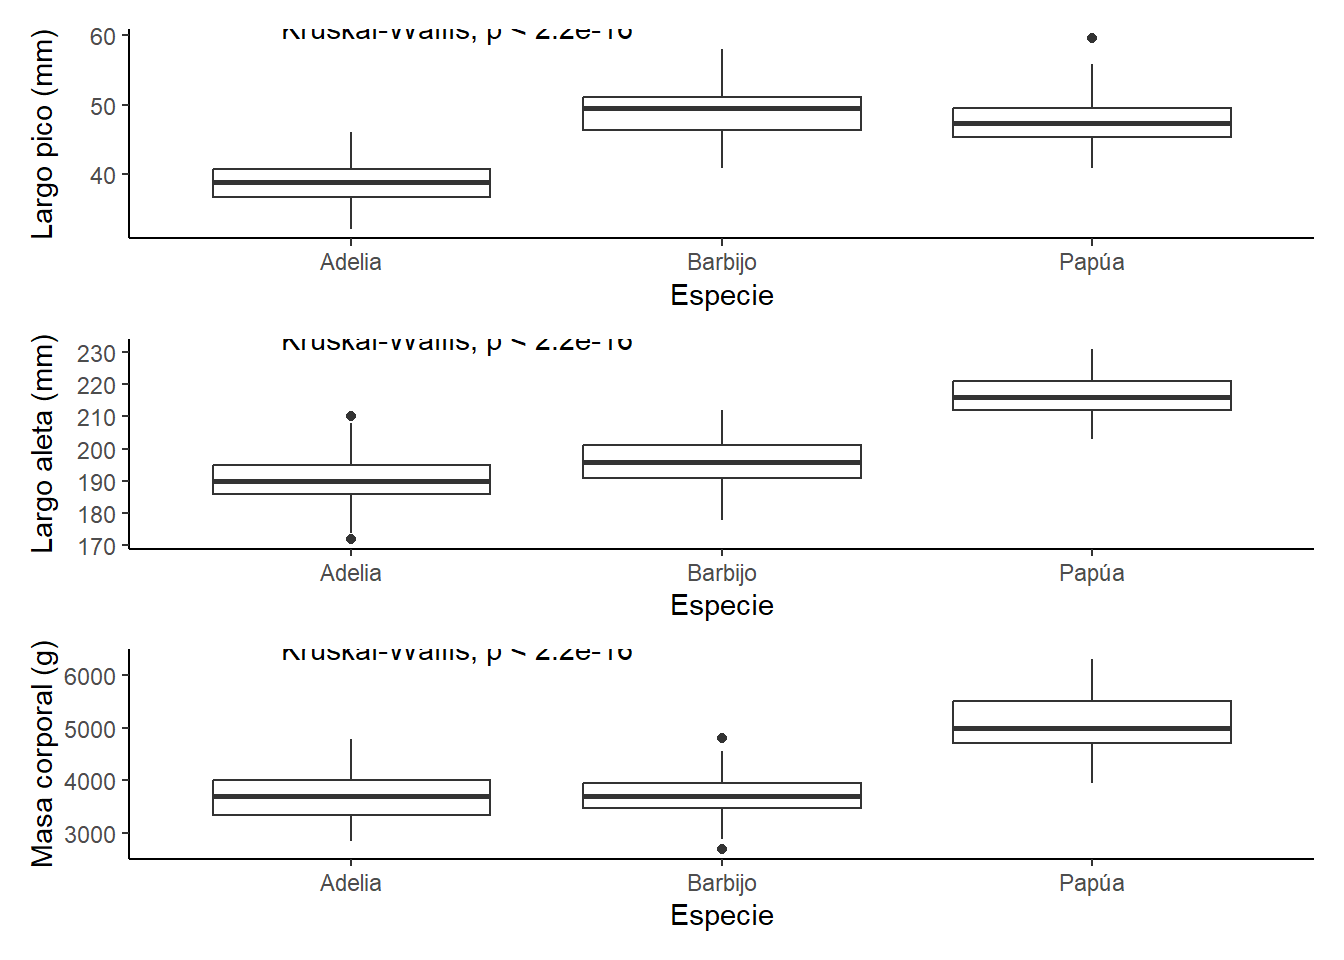 Kruskal-Wallis, p < 2.2e-16
60
50
40
Largo pico (mm)
Adelia Barbijo Papúa
Especie
Kruskal-Wallis, p < 2.2e-16
230
220
210
200
190
180
170
Largo aleta (mm)
Adelia Barbijo Papúa
Especie
Kruskal-Wallis, p < 2.2e-16
6000
5000
4000
3000
Masa corporal (g)
Adelia Barbijo Papúa
Especie